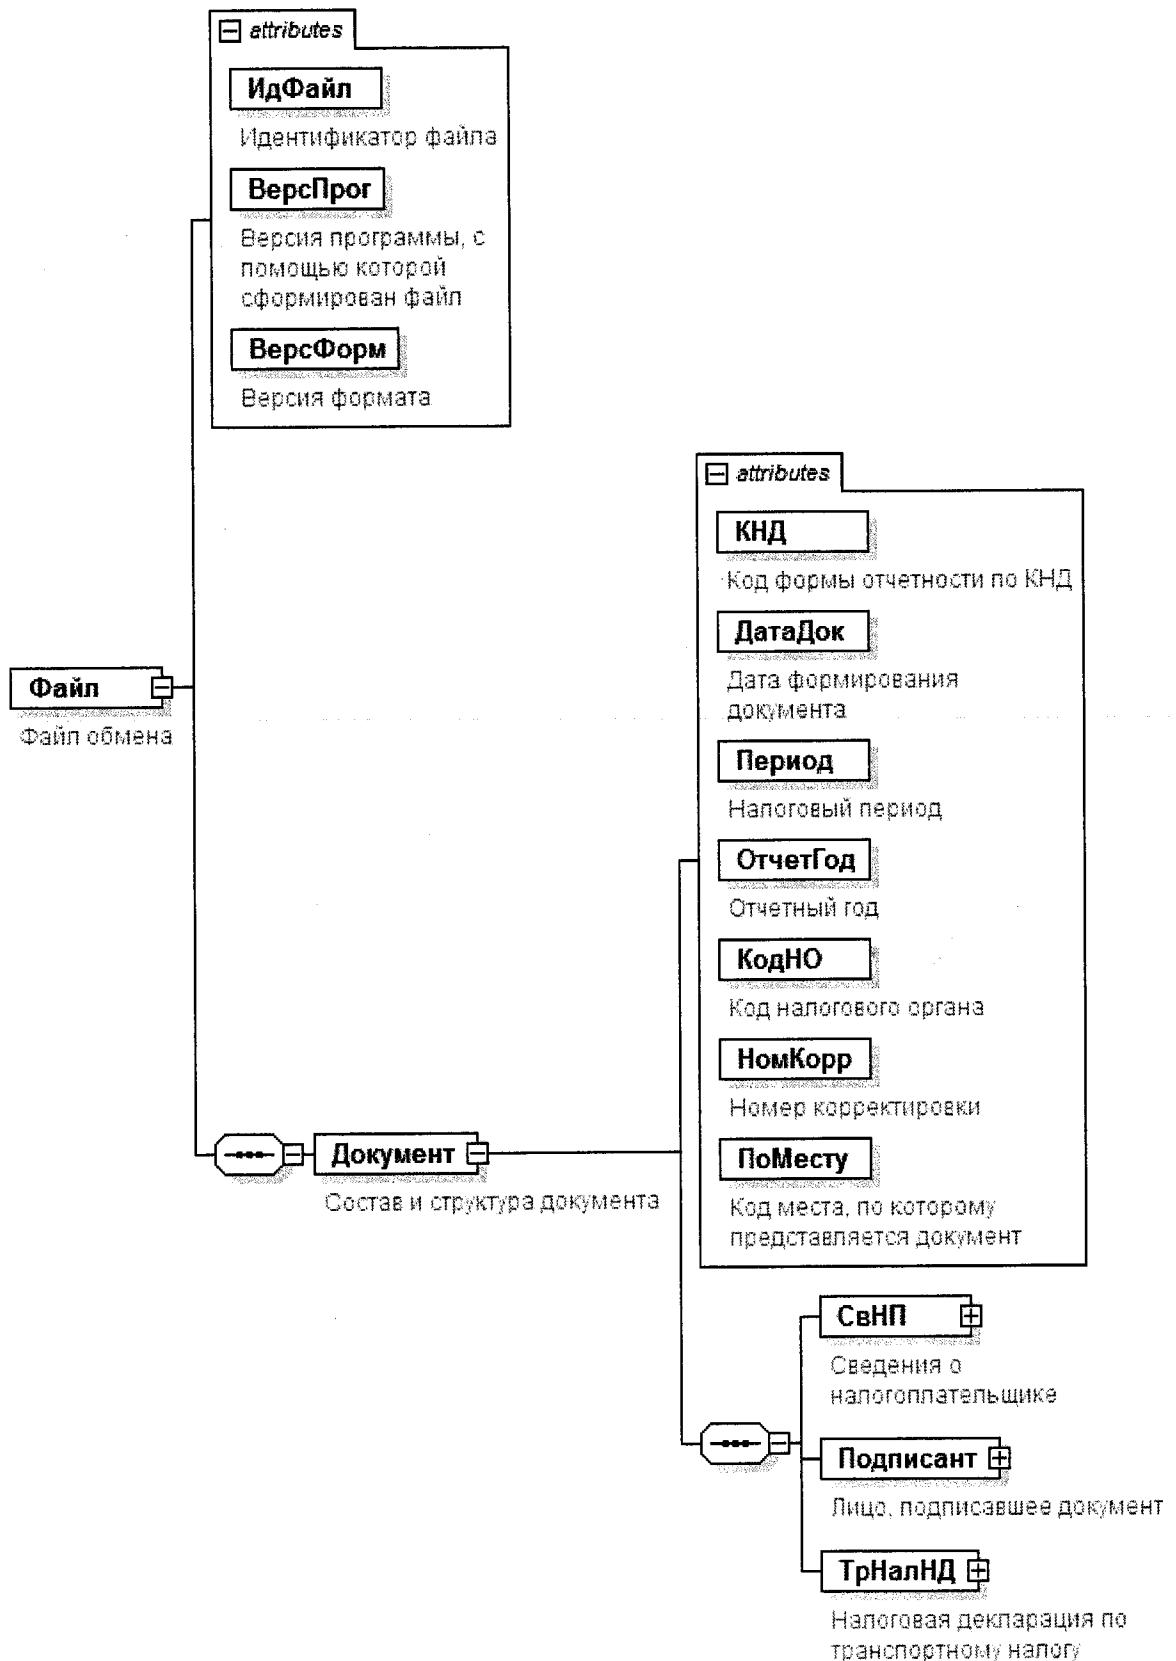 attributes
ИдФайл
Идентификатор файла
ВерсПрог
Версия программы, с
помощью которой
сформирован файл
ВерсФорм
Версия формата
attributes
КНД
Код формы отчетности по КНД
ДатаДок
Дата формирования
документа
Период
Налоговый период
ОтчетГод
Отчетный год
КодНО
Код налогового органа
НомКорр
Номер корректировки
ПоМесту
Код места, по которому
представляется документ
Файл
Файл обмена
Документ
Состав и структура документа
СвНП
Сведения о
налогоплательщике
Подписант
Лицо, подписавшее документ
ТрНалНД
Налоговая декларация по
транспортному налогу